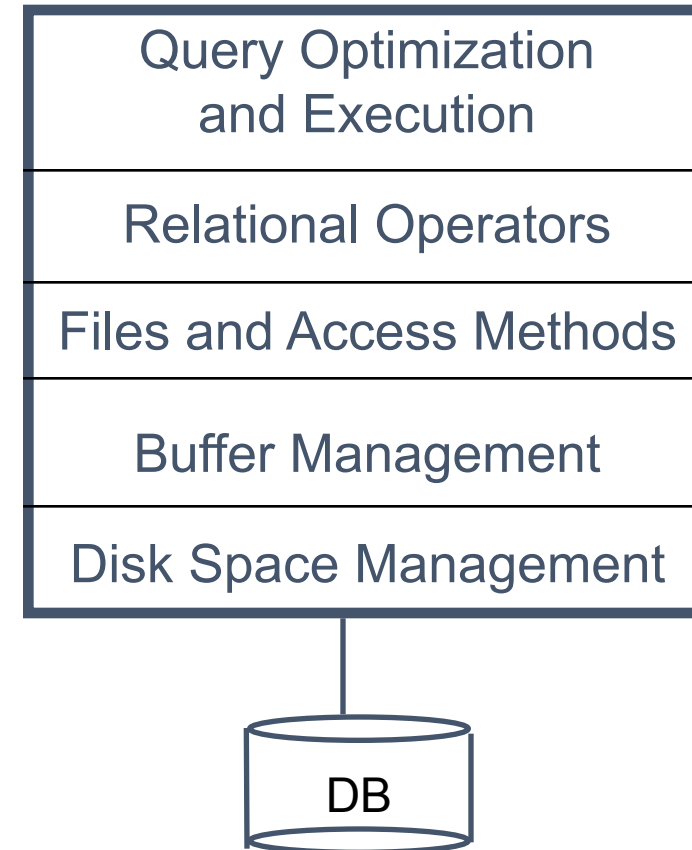 Query Optimization
and Execution
Relational Operators
Files and Access Methods
Buffer Management
Disk Space Management
DB